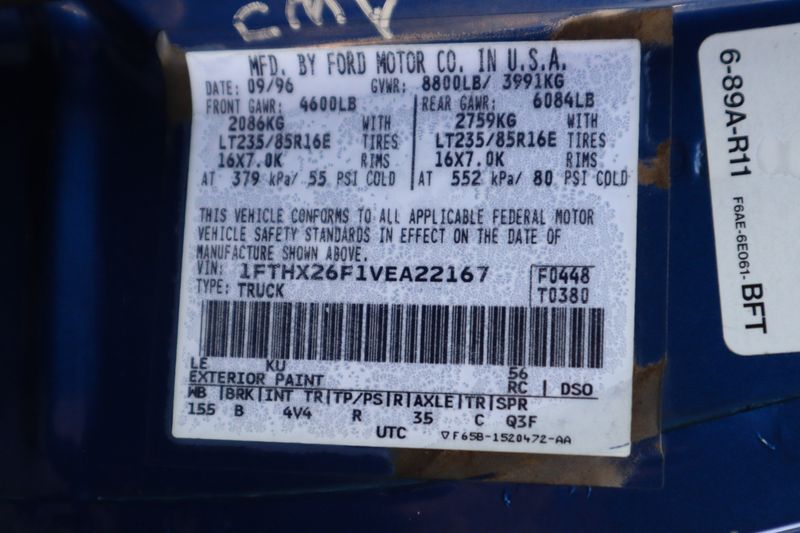 CMV
MFD. BY FORD MOTOR CO. IN U.S.A.
DATE: 09/96 GVWR: 8800LB/ 3991KG
FRONT GAWR: 4600LB REAR GAWR: 6084LB
2086KG WITH 2759KG WITH
LT235/85R16E TIRES LT235/85R16E TIRES
16X7.0K RIMS 16X7.0K RIMS
AT 379 kPa/ 55 PSI COLD AT 552 kPa/ 80 PSI COLD
THIS VEHICLE CONFORMS TO ALL APPLICABLE FEDERAL MOTOR
VEHICLE SAFETY STANDARDS IN EFFECT ON THE DATE OF
MANUFACTURE SHOWN ABOVE.
VIN: 1FTHX26F1VEA22167 F0448
TYPE: TRUCK T0380
LE KU 56
EXTERIOR PAINT RC DSO
WB BRK INT TR TP/PS R AXLE TR SPR
155 B 4V4 R 35 C Q3F
UTC ▽F65B-1520472-AA
6-89A-R11
F6AE-6E061-BFT